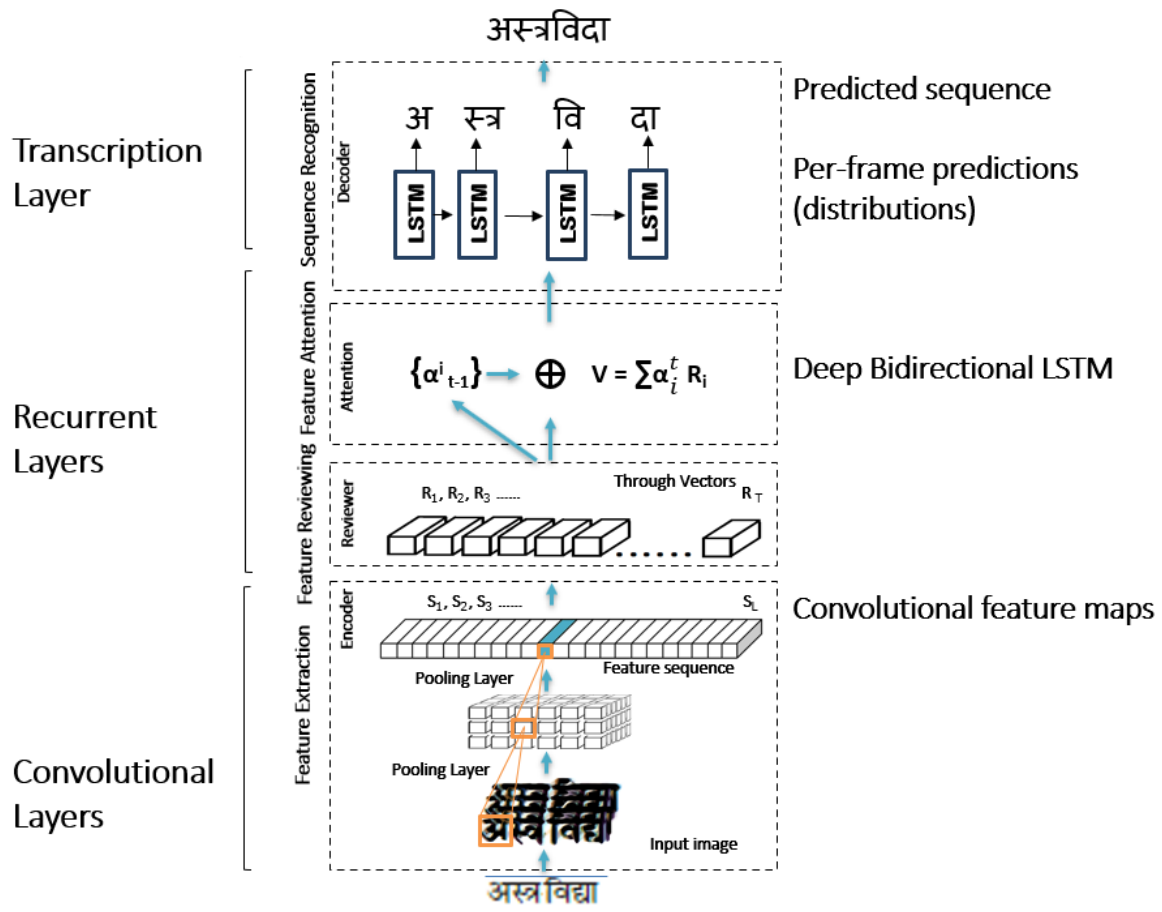 अस्त्रविदा
Transcription
Layer
Sequence Recognition
Decoder
अ स्त्र वि दा
LSTM LSTM LSTM LSTM
Predicted sequence
Per-frame predictions
(distributions)
Recurrent
Layers
Feature Attention
Attention
{αⁱ t-1} ⊕ V = ∑αᵢᵗ Rᵢ
Deep Bidirectional LSTM
Feature Reviewing
Reviewer
Through Vectors
R₁, R₂, R₃ ...... R T
......
Convolutional
Layers
Feature Extraction
Encoder
S₁, S₂, S₃ ...... S L
Convolutional feature maps
Feature sequence
Pooling Layer
Pooling Layer
अस्त्र विद्या
Input image
अस्त्र विद्या